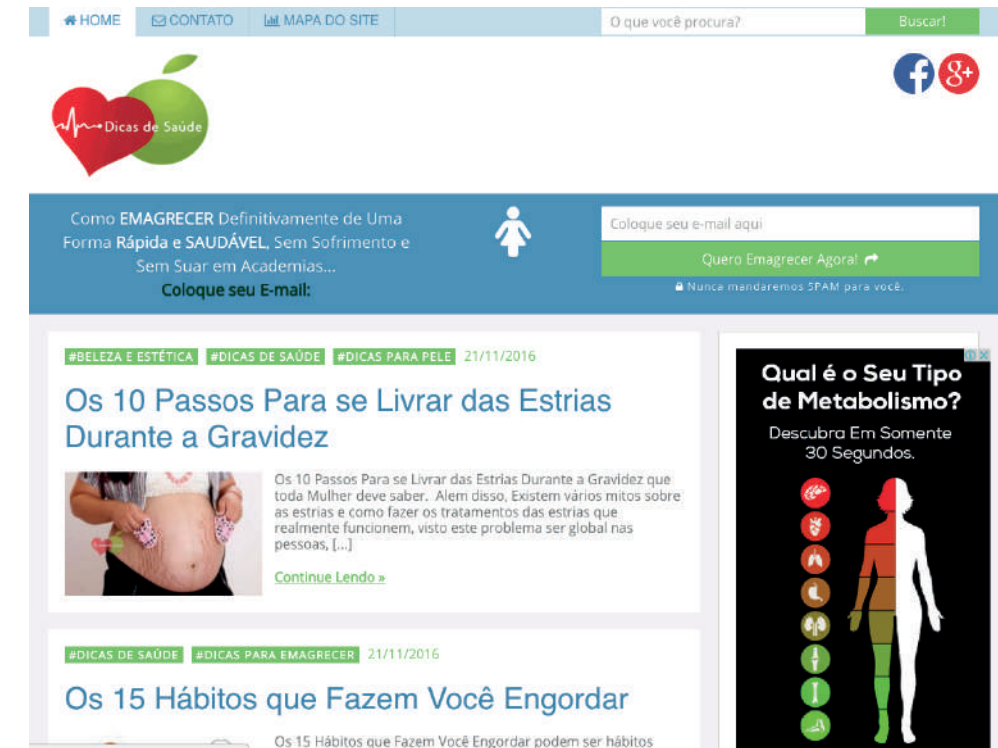 HOME
CONTATO
MAPA DO SITE
O que você procura?
Buscar!
Dicas de Saúde
Como EMAGRECER Definitivamente de Uma
Forma Rápida e SAUDÁVEL, Sem Sofrimento e
Sem Suar em Academias...
Coloque seu E-mail:
Coloque seu e-mail aqui
Quero Emagrecer Agora!
Nunca mandaremos SPAM para você.
#BELEZA E ESTÉTICA #DICAS DE SAÚDE #DICAS PARA PELE 21/11/2016
Os 10 Passos Para se Livrar das Estrias
Durante a Gravidez
Os 10 Passos Para se Livrar das Estrias Durante a Gravidez que
toda Mulher deve saber. Alem disso, Existem vários mitos sobre
as estrias e como fazer os tratamentos das estrias que
realmente funcionem, visto este problema ser global nas
pessoas, [...]
Continue Lendo »
#DICAS DE SAÚDE #DICAS PARA EMAGRECER 21/11/2016
Os 15 Hábitos que Fazem Você Engordar
Os 15 Hábitos que Fazem Você Engordar podem ser hábitos
Qual é o Seu Tipo
de Metabolismo?
Descubra Em Somente
30 Segundos.